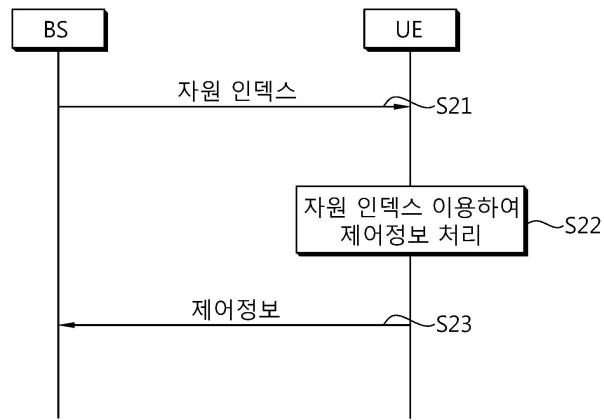 BS
UE
자원 인덱스
S21
자원 인덱스 이용하여
제어정보 처리
S22
제어정보
S23